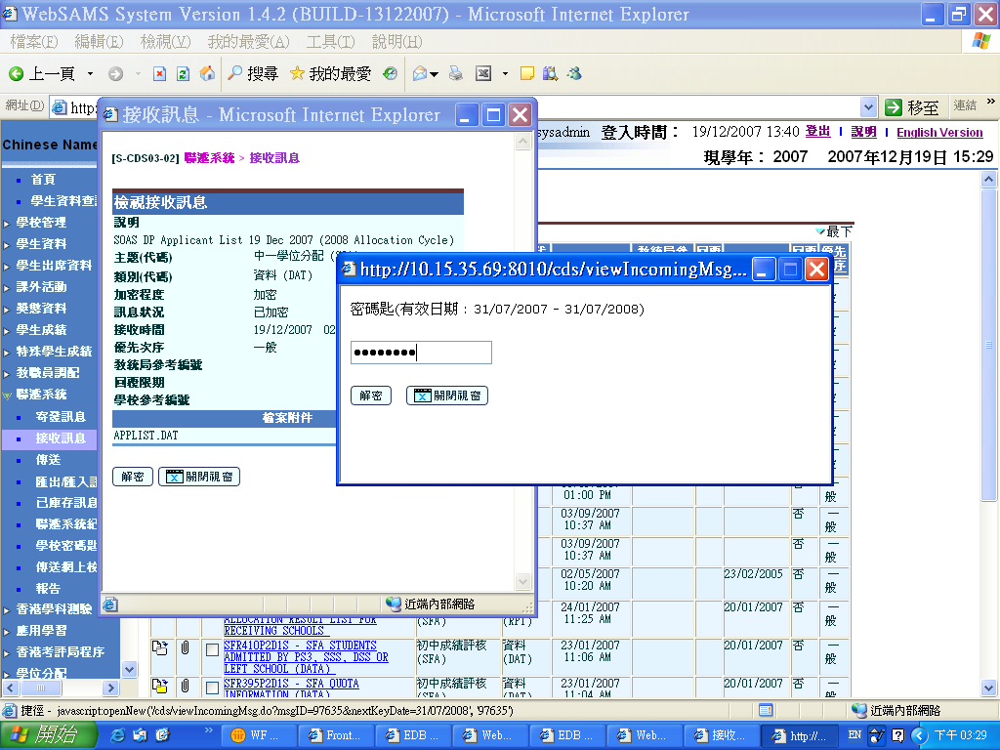 WebSAMS System Version 1.4.2 (BUILD-13122007) - Microsoft Internet Explorer
檔案(F) 編輯(E) 檢視(V) 我的最愛(A) 工具(T) 說明(H)
上一頁 搜尋 我的最愛
網址(D) http: 移至 連結 »
接收訊息 - Microsoft Internet Explorer
sysadmin 登入時間： 19/12/2007 13:40 登出 | 說明 | English Version
Chinese Name
現學年： 2007 2007年12月19日 15:29
首頁
學生資料查
學校管理
學生資料
學生出席資料
課外活動
獎懲資料
學生成績
特殊學生成績
教職員調配
聯遞系統
寄發訊息
接收訊息
傳送
匯出/匯入
已庫存訊息
聯遞系統紀
學校密碼匙
傳送網上校
報告
香港學科測驗
應用學習
香港考評局程序
學位分配
[S-CDS03-02] 聯遞系統 > 接收訊息
檢視接收訊息
說明
SOAS DP Applicant List 19 Dec 2007 (2008 Allocation Cycle)
主題(代碼) 中一學位分配
類別(代碼) 資料 (DAT)
加密程度 加密
訊息狀況 已加密
接收時間 19/12/2007 02
優先次序 一般
教統局參考編號
回覆限期
學校參考編號
檔案附件
APPLIST.DAT
解密 關閉視窗
近端內部網路
http://10.15.35.69:8010/cds/viewIncomingMsg...
密碼匙(有效日期 : 31/07/2007 - 31/07/2008)
解密 關閉視窗
最下
01:00 PM 般
03/09/2007 10:37 AM 否 一般
03/09/2007 10:37 AM 否 一般
02/05/2007 10:20 AM 23/02/2005 否 一般
ALLOCATION RESULT LIST FOR RECEIVING SCHOOLS (SFA) (RPT) 24/01/2007 11:25 AM 20/01/2007 否 一般
SFR410P2D1S - SFA STUDENTS ADMITTED BY PS3, SSS, DSS OR LEFT SCHOOL (DATA) 初中成績評核 (SFA) 資料 (DAT) 23/01/2007 11:06 AM 20/01/2007 否 一般
SFR395P2D1S - SFA QUOTA INFORMATION (DATA) 初中成績評核 (SFA) 資料 (DAT) 23/01/2007 11:04 AM 20/01/2007 否 一般
捷徑 - javascript:openNew('/cds/viewIncomingMsg.do?msgID=97635&nextKeyDate=31/07/2008', '97635')
近端內部網路
開始 » WF ... Front... EDB ... Web... EDB ... Web... 接收... http://... EN 下午 03:29